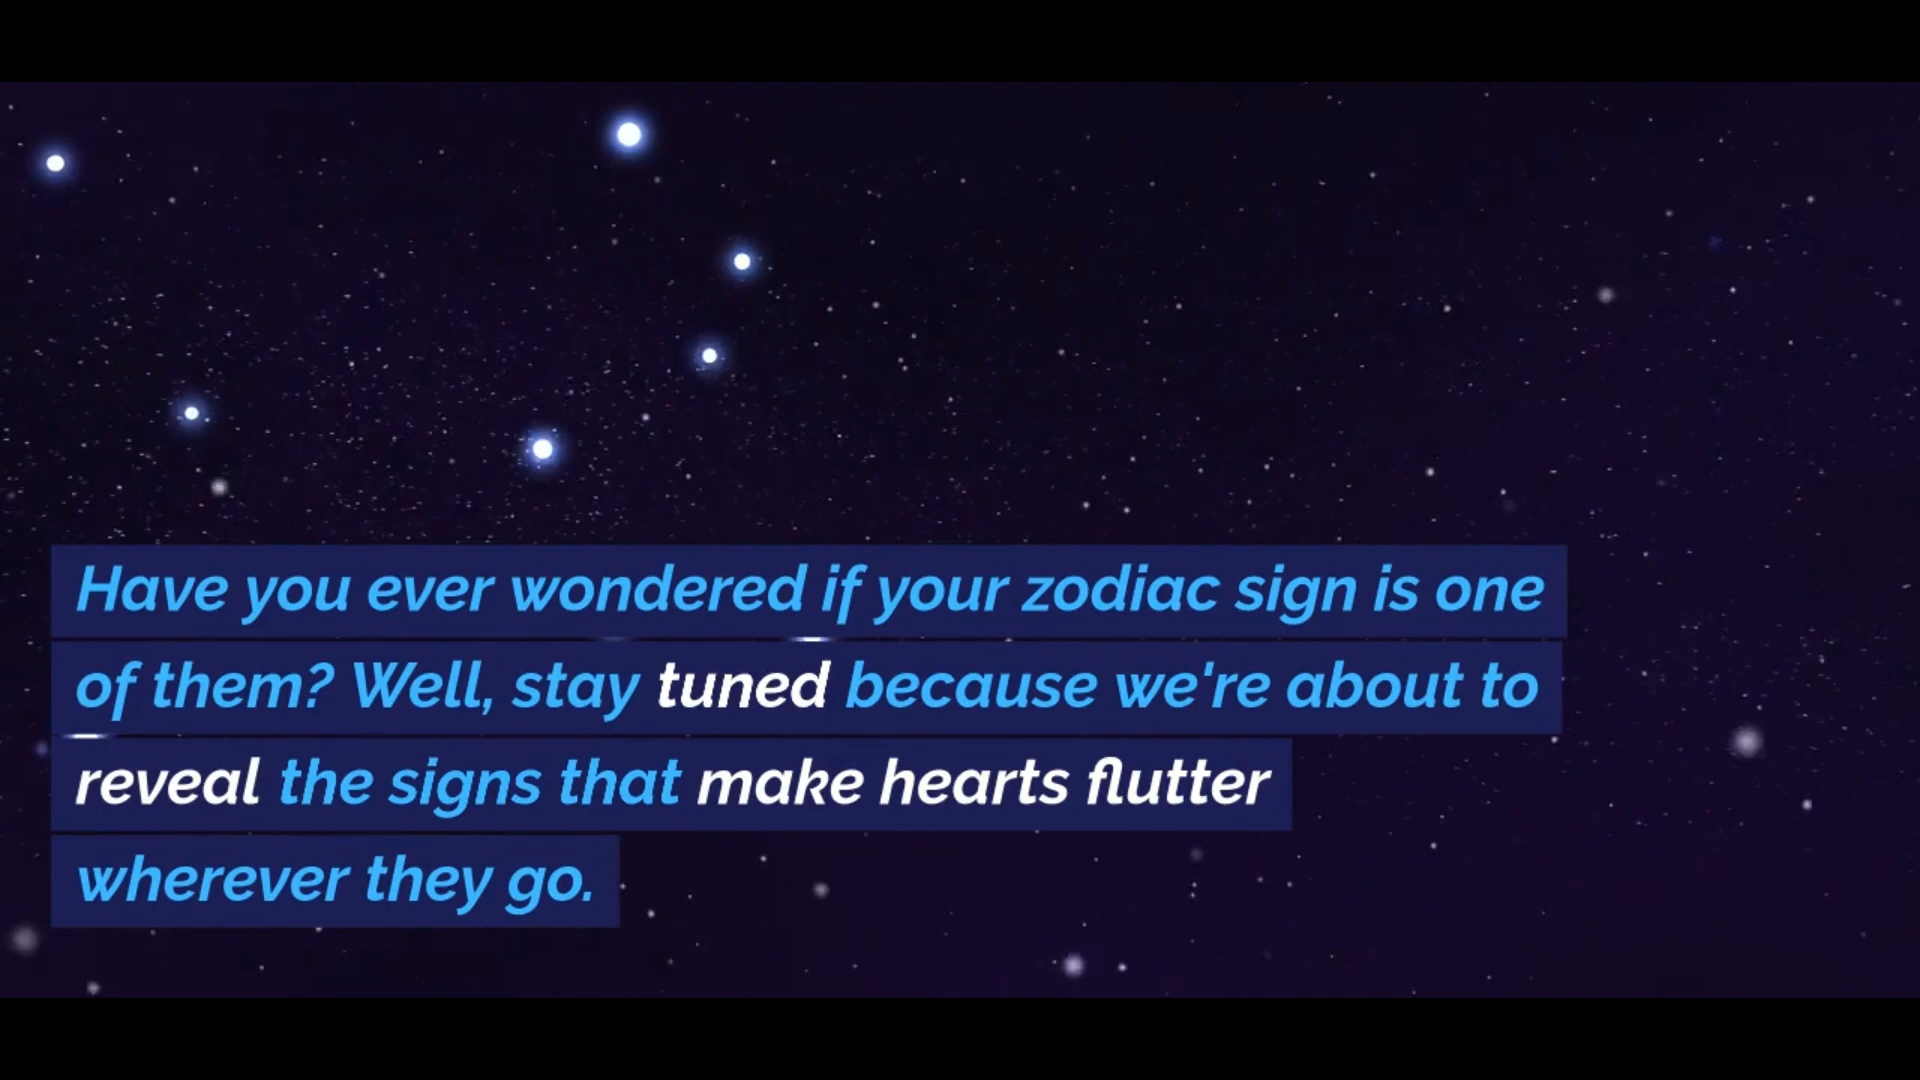 Have you ever wondered if your zodiac sign is one
of them? Well, stay tuned because we're about to
reveal the signs that make hearts flutter
wherever they go.